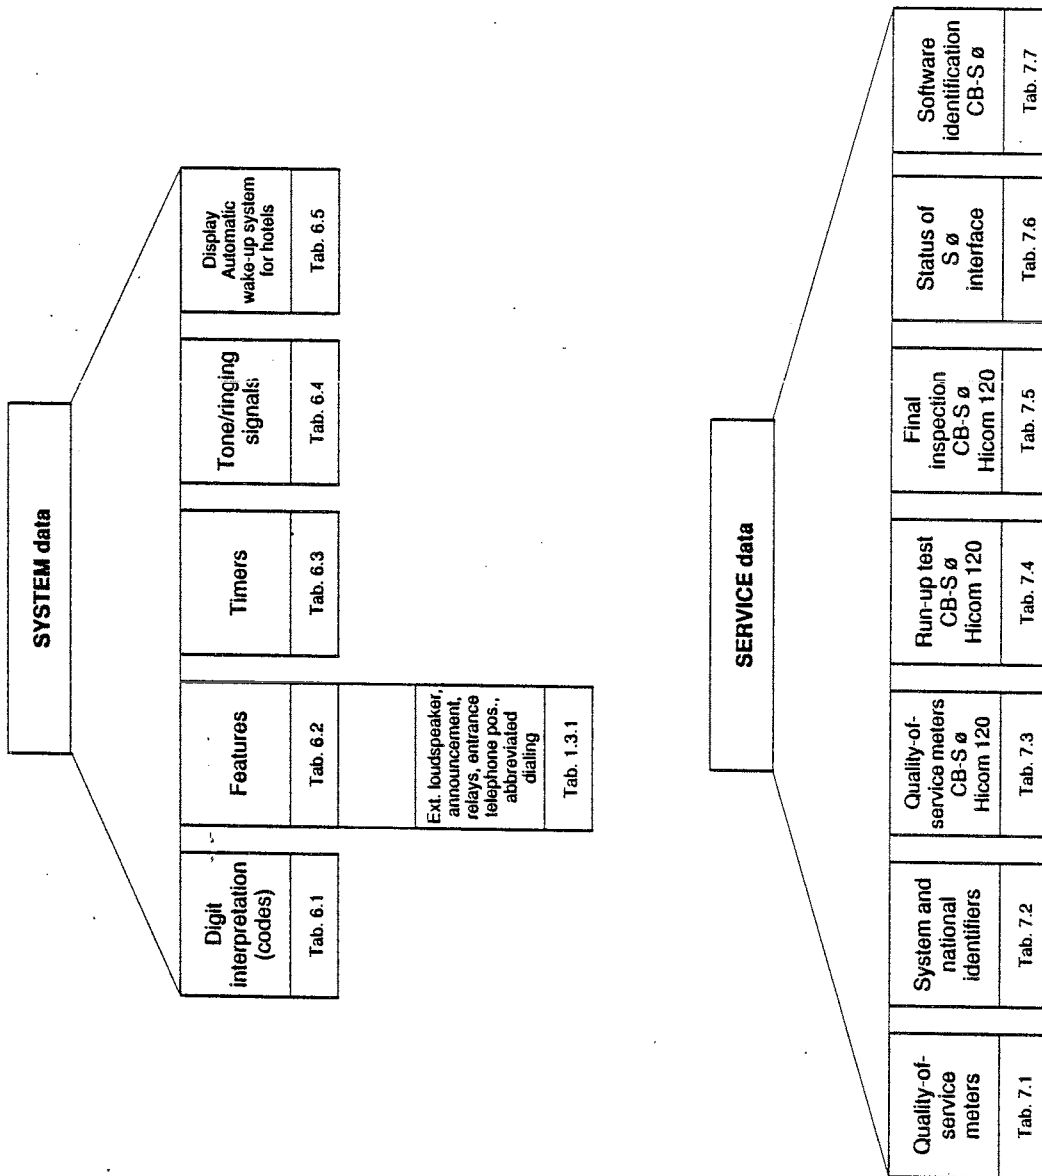 SYSTEM data
Digit
interpretation
(codes)
Tab. 6.1
Features
Tab. 6.2
Ext. loudspeaker,
announcement,
relays, entrance
telephone pos.,
abbreviated
dialing
Tab. 1.3.1
Timers
Tab. 6.3
Tone/ringing
signals
Tab. 6.4
Display
Automatic
wake-up system
for hotels
Tab. 6.5
SERVICE data
Quality-of-
service
meters
Tab. 7.1
System and
national
identifiers
Tab. 7.2
Quality-of-
service meters
CB-S ø
Hicom 120
Tab. 7.3
Run-up test
CB-S ø
Hicom 120
Tab. 7.4
Final
inspection
CB-S ø
Hicom 120
Tab. 7.5
Status of
S ø
interface
Tab. 7.6
Software
identification
CB-S ø
Tab. 7.7